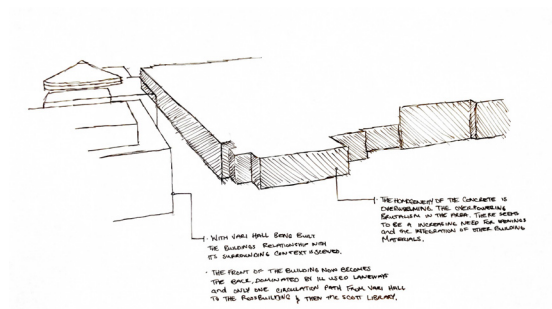 - WITH VARI HALL BEING BUILT
THE BUILDINGS RELATIONSHIP WITH
ITS SURROUNDING CONTEXT IS SEVERED.
- THE FRONT OF THE BUILDING NOW BECOMES
THE BACK, DOMINATED BY ILL USED LANEWAYS
AND ONLY ONE CIRCULATION PATH FROM VARI HALL
TO THE ROSS BUILDING & THEN THE SCOTT LIBRARY.
- THE HOMOGENEITY OF THE CONCRETE IS
OVERWHELMING. THE OVERPOWERING
BRUTALISM IN THE AREA. THERE SEEMS
TO BE A INCREASING NEED FOR OPENINGS
AND THE INTEGRATION OF OTHER BUILDING
MATERIALS.